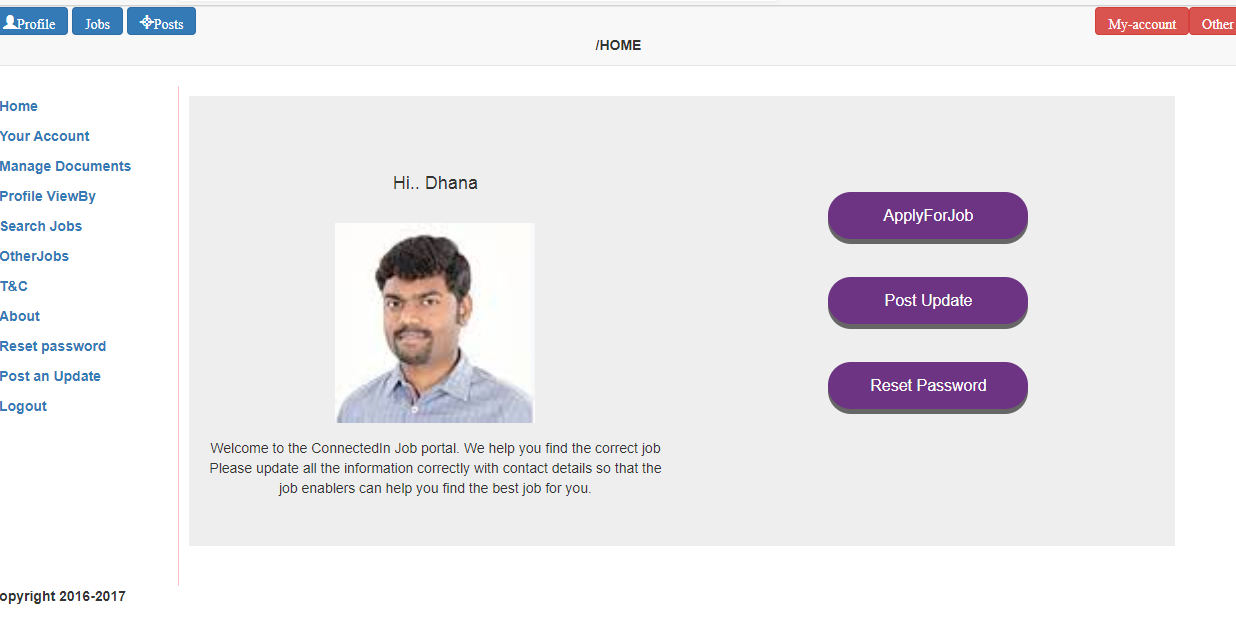 Profile
Jobs
Posts
My-account
Other
/HOME
Home
Your Account
Manage Documents
Profile ViewBy
Search Jobs
OtherJobs
T&C
About
Reset password
Post an Update
Logout
Hi.. Dhana
Welcome to the ConnectedIn Job portal. We help you find the correct job
Please update all the information correctly with contact details so that the
job enablers can help you find the best job for you.
ApplyForJob
Post Update
Reset Password
opyright 2016-2017